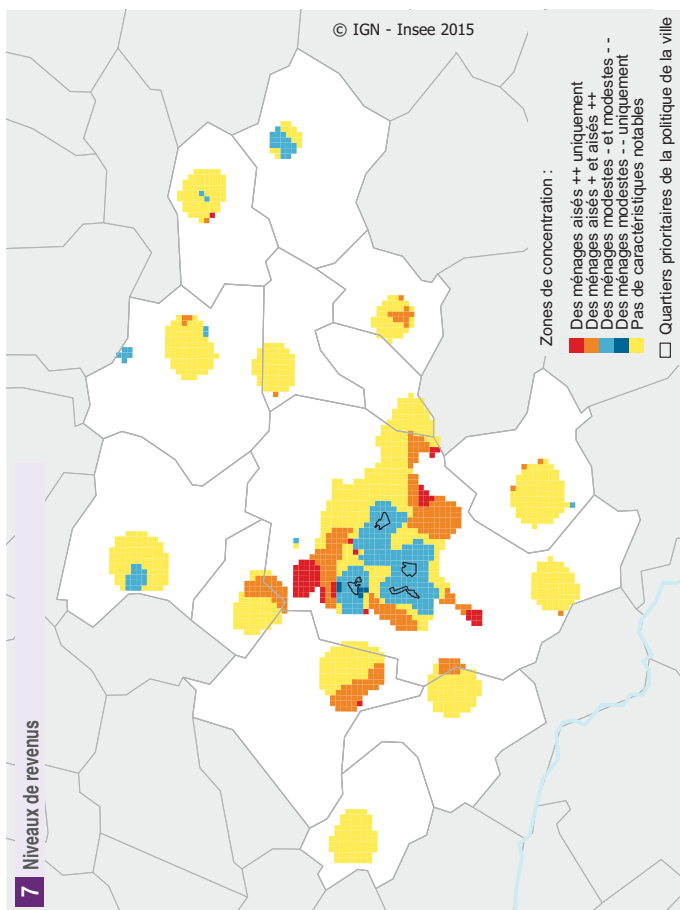 7 Niveaux de revenus
© IGN - Insee 2015
Zones de concentration :
Des ménages aisés ++ uniquement
Des ménages aisés + et aisés ++
Des ménages modestes - et modestes - -
Des ménages modestes - - uniquement
Pas de caractéristiques notables
Quartiers prioritaires de la politique de la ville